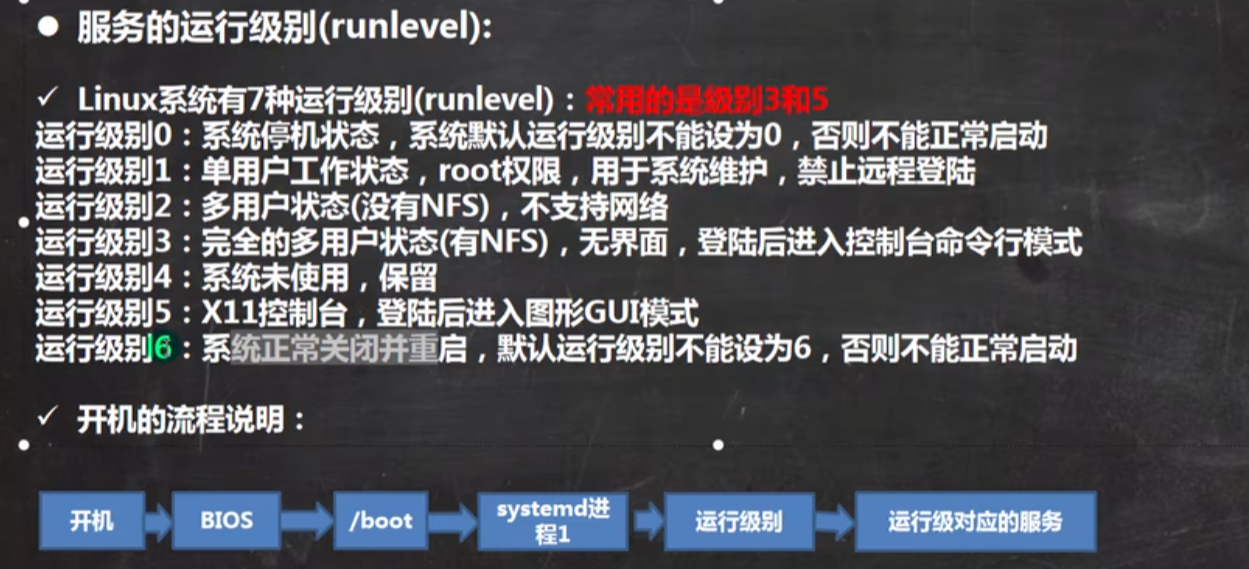 ● 服务的运行级别(runlevel):
✓ Linux系统有7种运行级别(runlevel)：常用的是级别3和5
运行级别0：系统停机状态，系统默认运行级别不能设为0，否则不能正常启动
运行级别1：单用户工作状态，root权限，用于系统维护，禁止远程登陆
运行级别2：多用户状态(没有NFS)，不支持网络
运行级别3：完全的多用户状态(有NFS)，无界面，登陆后进入控制台命令行模式
运行级别4：系统未使用，保留
运行级别5：X11控制台，登陆后进入图形GUI模式
运行级别6：系统正常关闭并重启，默认运行级别不能设为6，否则不能正常启动
✓ 开机的流程说明：
开机
BIOS
/boot
systemd进
程1
运行级别
运行级对应的服务